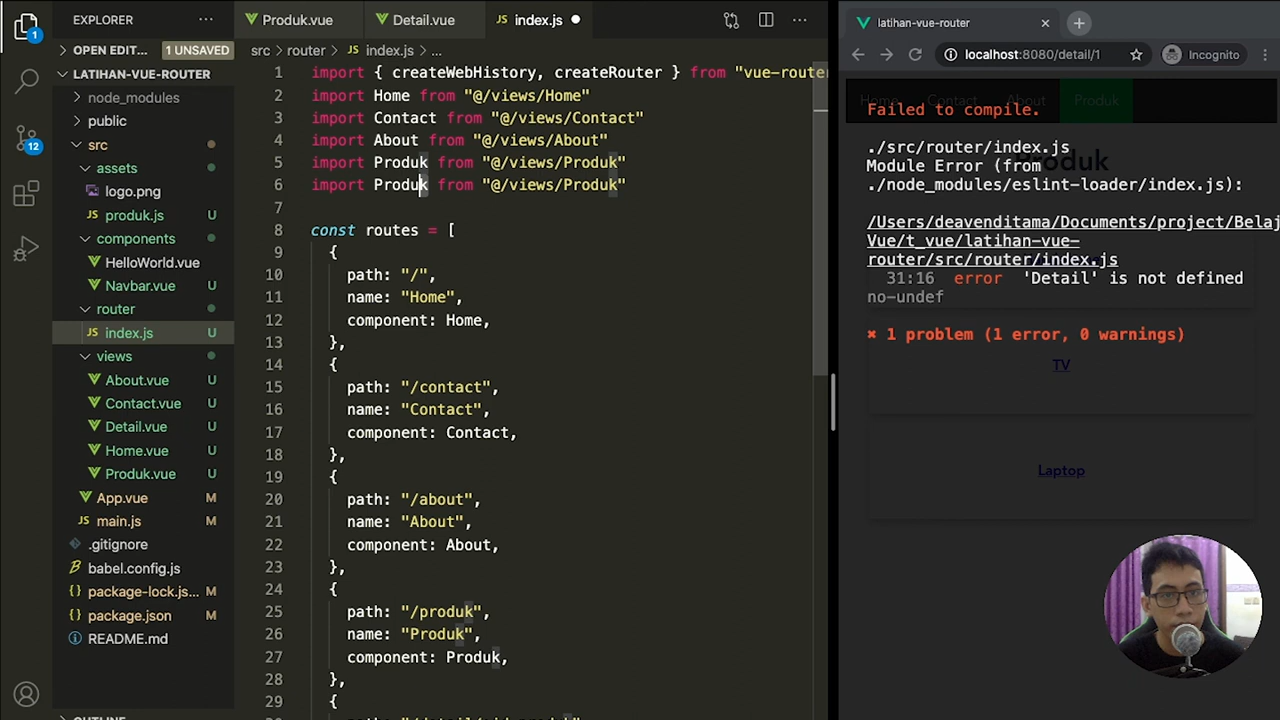 EXPLORER
OPEN EDIT... 1 UNSAVED
LATIHAN-VUE-ROUTER
node_modules
public
src
assets
logo.png
produk.js U
components
HelloWorld.vue
Navbar.vue U
router
index.js U
views
About.vue U
Contact.vue U
Detail.vue U
Home.vue U
Produk.vue U
App.vue M
main.js M
.gitignore
babel.config.js
package-lock.js... M
package.json M
README.md
1
12
Produk.vue
Detail.vue
index.js
src > router > index.js > ...
1 import { createWebHistory, createRouter } from "vue-route
2 import Home from "@/views/Home"
3 import Contact from "@/views/Contact"
4 import About from "@/views/About"
5 import Produk from "@/views/Produk"
6 import Produk from "@/views/Produk"
7
8 const routes = [
9 {
10 path: "/",
11 name: "Home",
12 component: Home,
13 },
14 {
15 path: "/contact",
16 name: "Contact",
17 component: Contact,
18 },
19 {
20 path: "/about",
21 name: "About",
22 component: About,
23 },
24 {
25 path: "/produk",
26 name: "Produk",
27 component: Produk,
28 },
29 {
latihan-vue-router
localhost:8080/detail/1
Incognito
Contact About Produk
Failed to compile.
./src/router/index.js
Module Error (from
./node_modules/eslint-loader/index.js):
/Users/deavenditama/Documents/project/Belaj
Vue/t_vue/latihan-vue-
router/src/router/index.js
31:16 error 'Detail' is not defined
no-undef
✖ 1 problem (1 error, 0 warnings)
Produk
TV
Laptop